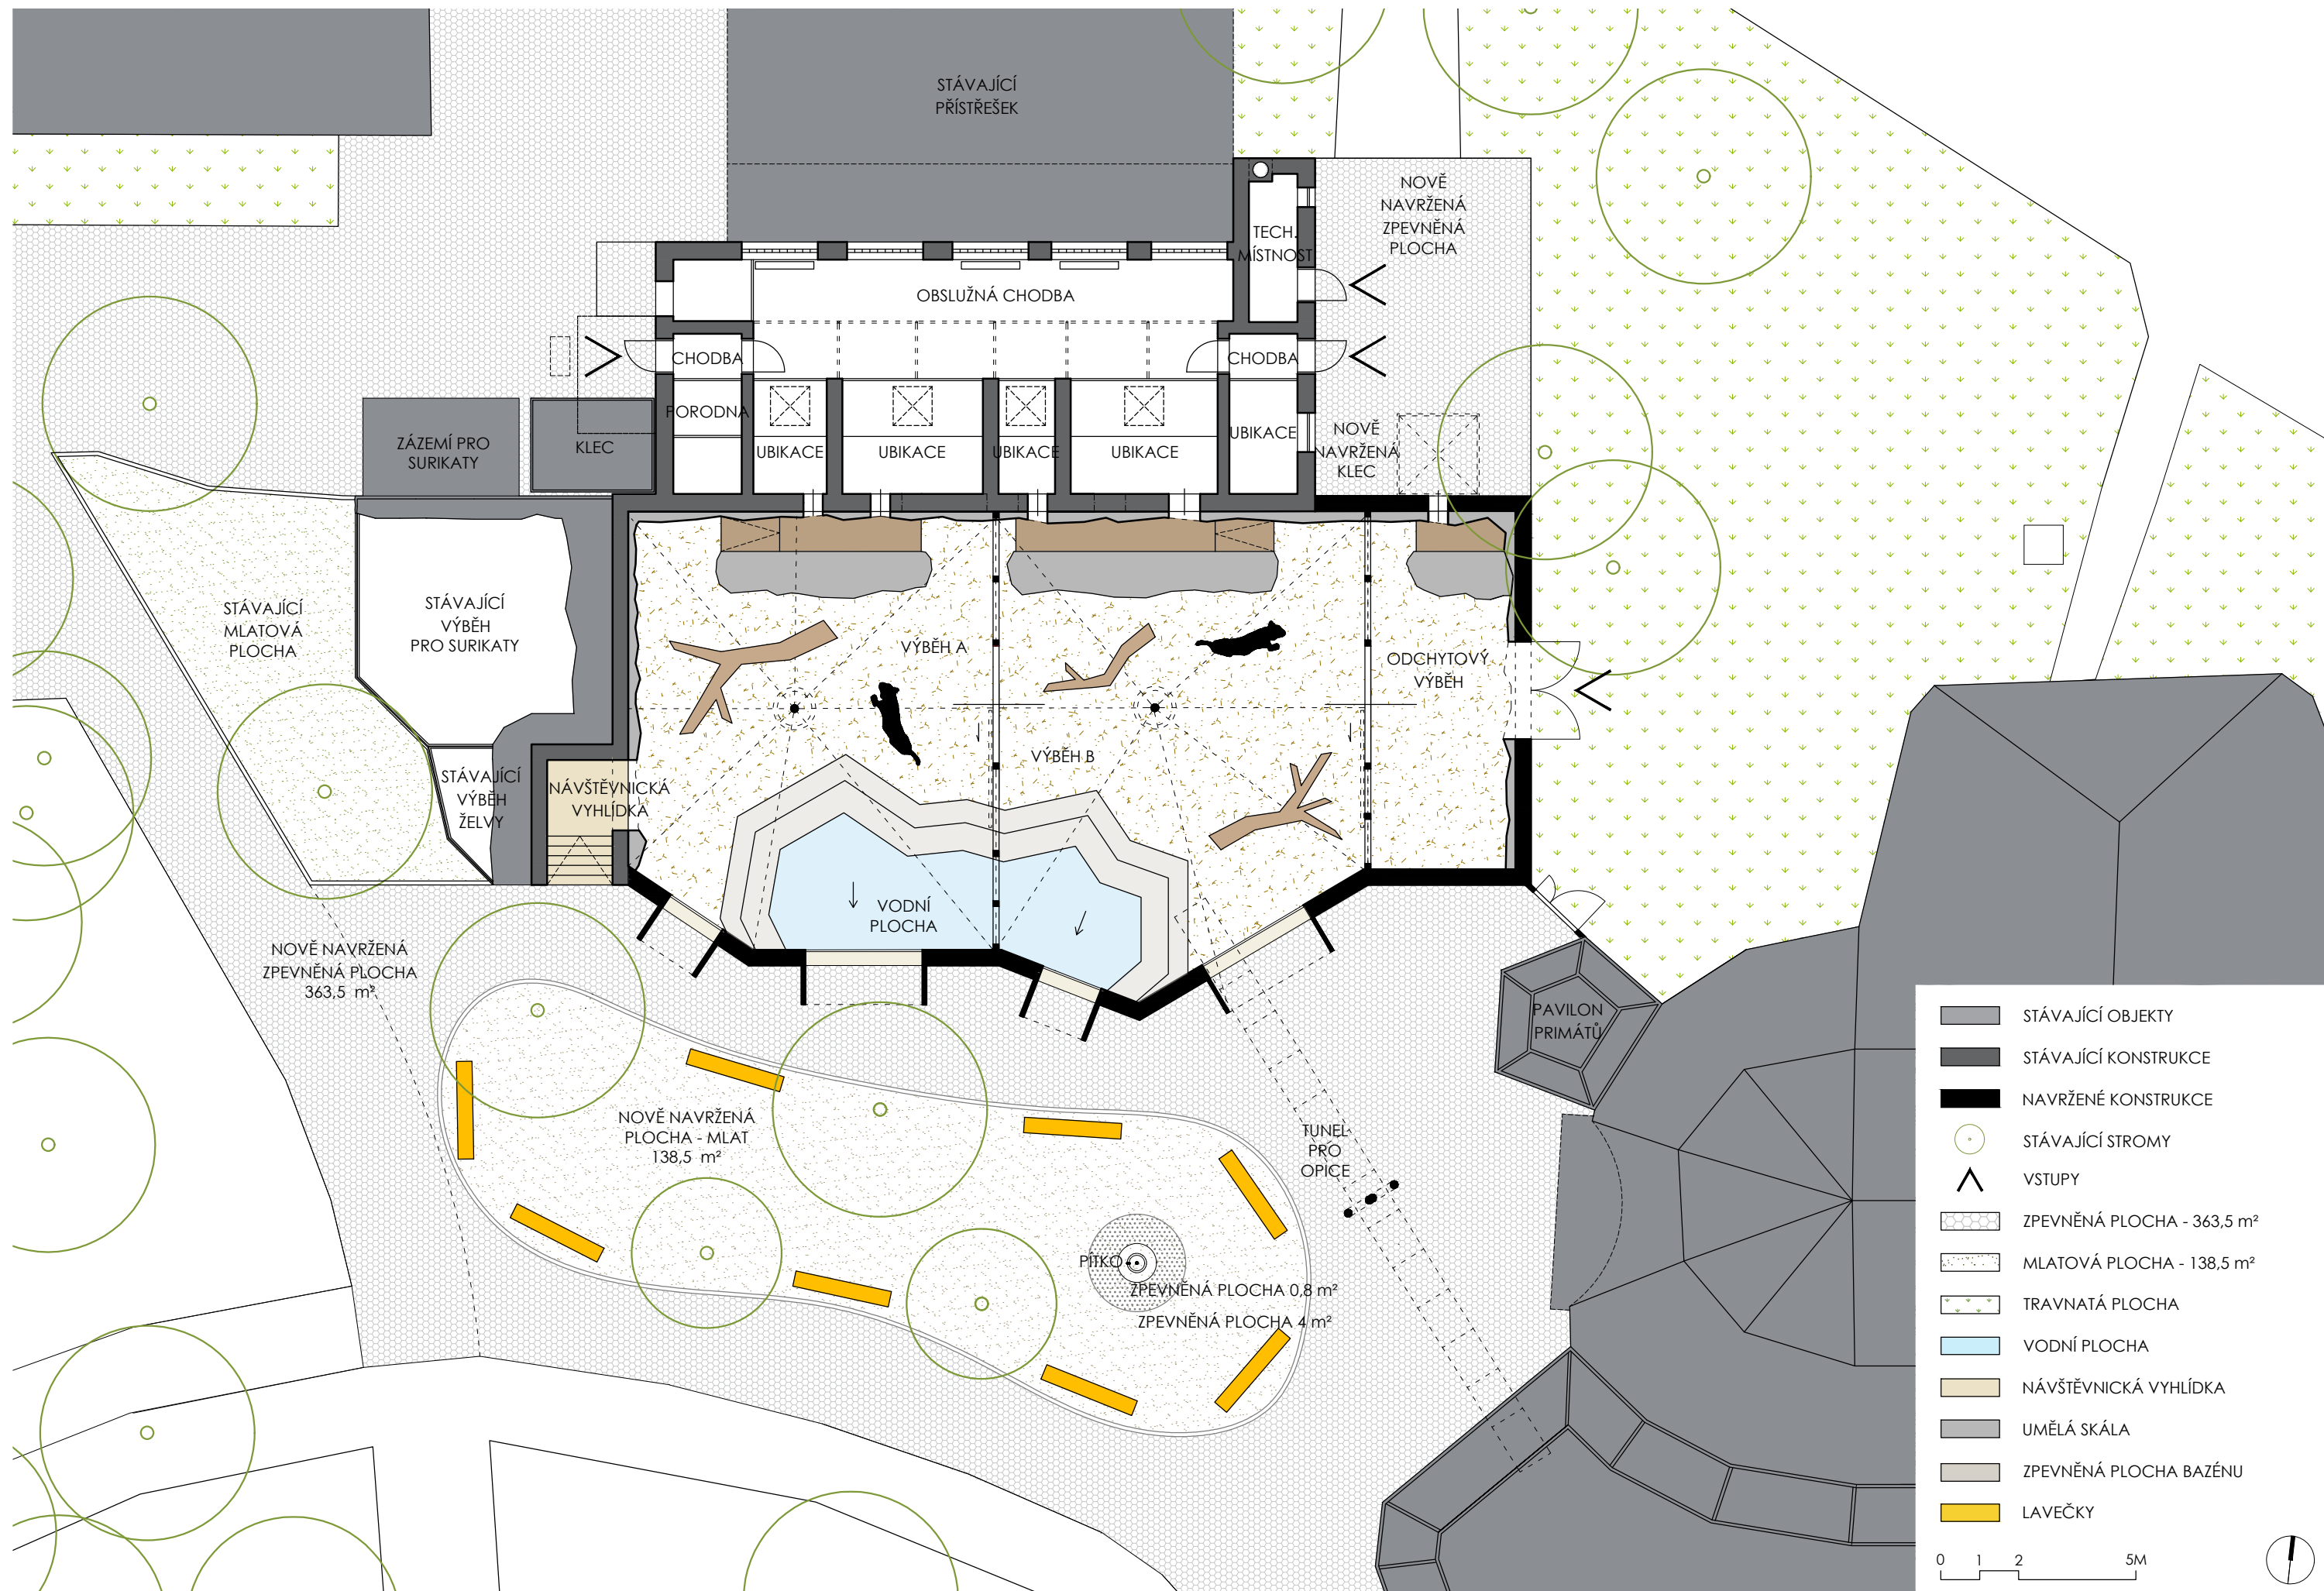 STÁVAJÍCÍ
PŘÍSTŘEŠEK
NOVĚ
NAVRŽENÁ
ZPEVNĚNÁ
PLOCHA
TECH.
MÍSTNOST
OBSLUŽNÁ CHODBA
CHODBA
CHODBA
PORODNA
UBIKACE
UBIKACE
UBIKACE
UBIKACE
UBIKACE
NOVĚ
NAVRŽENÁ
KLEC
ZÁZEMÍ PRO
SURIKATY
KLEC
STÁVAJÍCÍ
MLATOVÁ
PLOCHA
STÁVAJÍCÍ
VÝBĚH
PRO SURIKATY
VÝBĚH A
ODCHYTOVÝ
VÝBĚH
VÝBĚH B
STÁVAJÍCÍ
VÝBĚH
ŽELVY
NÁVŠTĚVNICKÁ
VYHLÍDKA
VODNÍ
PLOCHA
NOVĚ NAVRŽENÁ
ZPEVNĚNÁ PLOCHA
363,5 m²
PAVILON
PRIMÁTŮ
NOVĚ NAVRŽENÁ
PLOCHA - MLAT
138,5 m²
TUNEL
PRO
OPICE
PÍTKO
ZPEVNĚNÁ PLOCHA 0,8 m²
ZPEVNĚNÁ PLOCHA 4 m²
STÁVAJÍCÍ OBJEKTY
STÁVAJÍCÍ KONSTRUKCE
NAVRŽENÉ KONSTRUKCE
STÁVAJÍCÍ STROMY
VSTUPY
ZPEVNĚNÁ PLOCHA - 363,5 m²
MLATOVÁ PLOCHA - 138,5 m²
TRAVNATÁ PLOCHA
VODNÍ PLOCHA
NÁVŠTĚVNICKÁ VYHLÍDKA
UMĚLÁ SKÁLA
ZPEVNĚNÁ PLOCHA BAZÉNU
LAVEČKY
0 1 2 5M